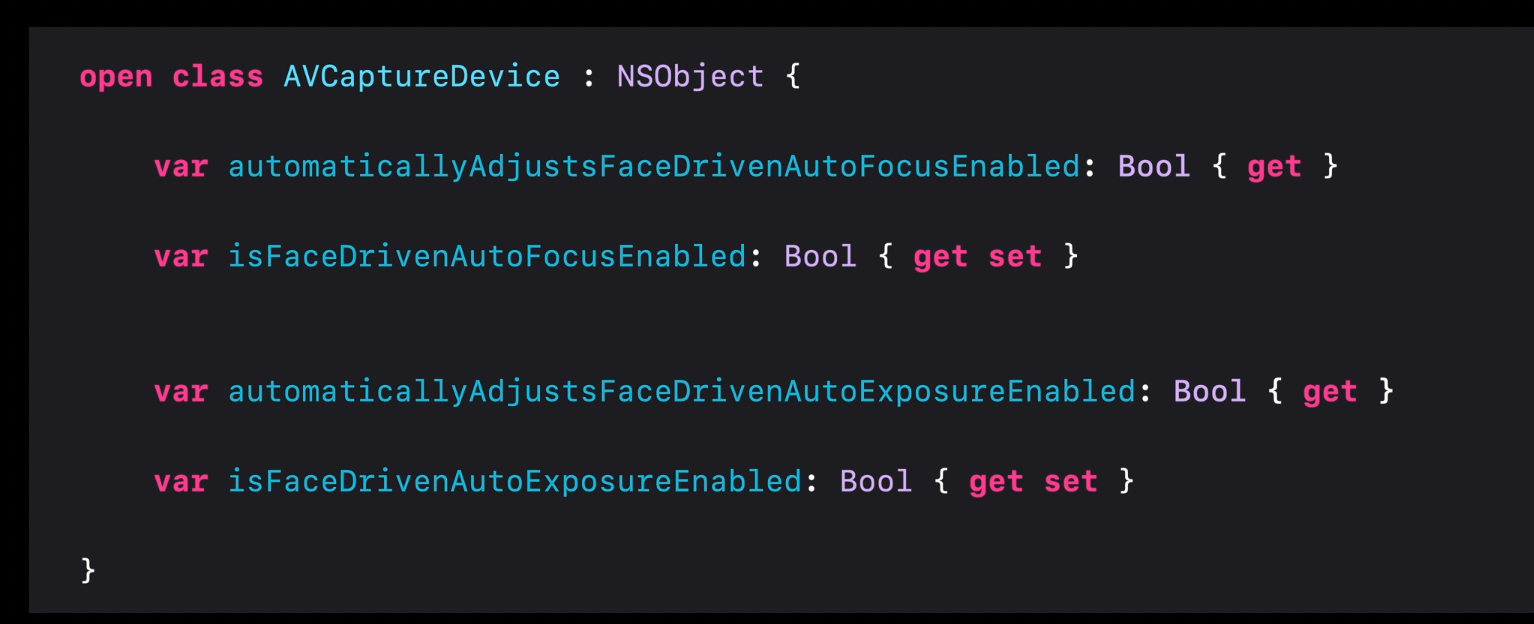 open class AVCaptureDevice : NSObject {
var automaticallyAdjustsFaceDrivenAutoFocusEnabled: Bool { get }
var isFaceDrivenAutoFocusEnabled: Bool { get set }
var automaticallyAdjustsFaceDrivenAutoExposureEnabled: Bool { get }
var isFaceDrivenAutoExposureEnabled: Bool { get set }
}